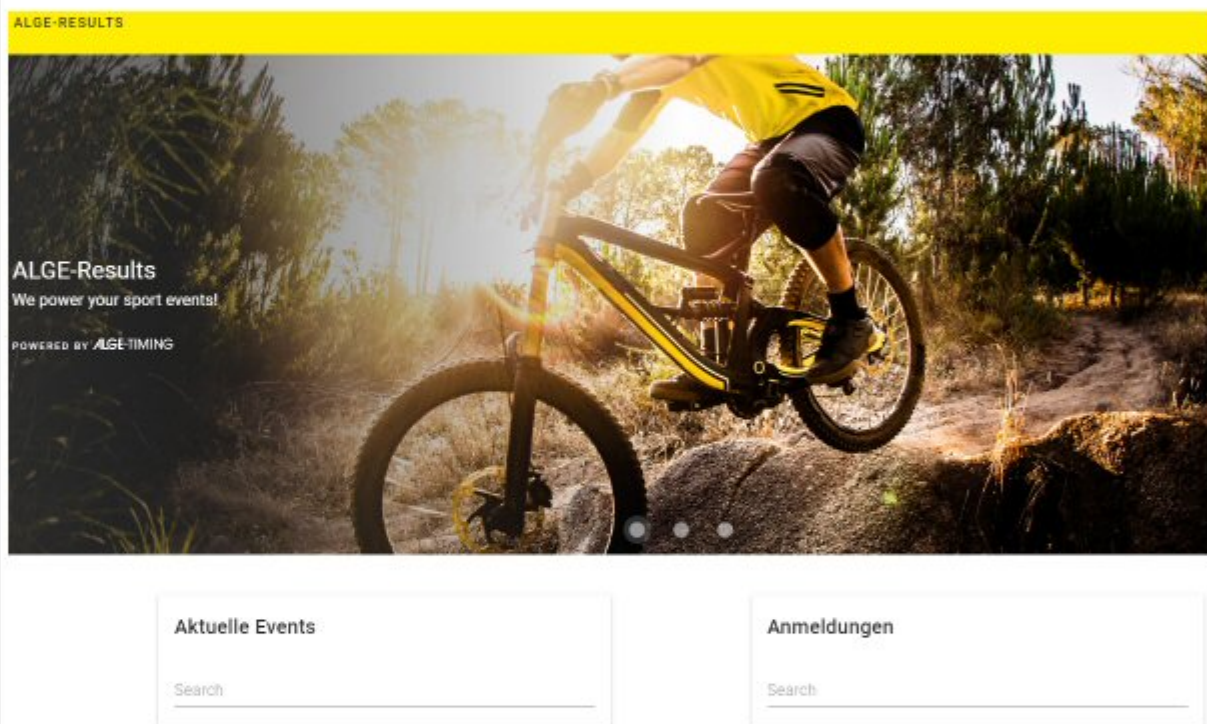 ALGE-RESULTS
ALGE-Results
We power your sport events!
POWERED BY ALGE-TIMING
Aktuelle Events
Search
Anmeldungen
Search